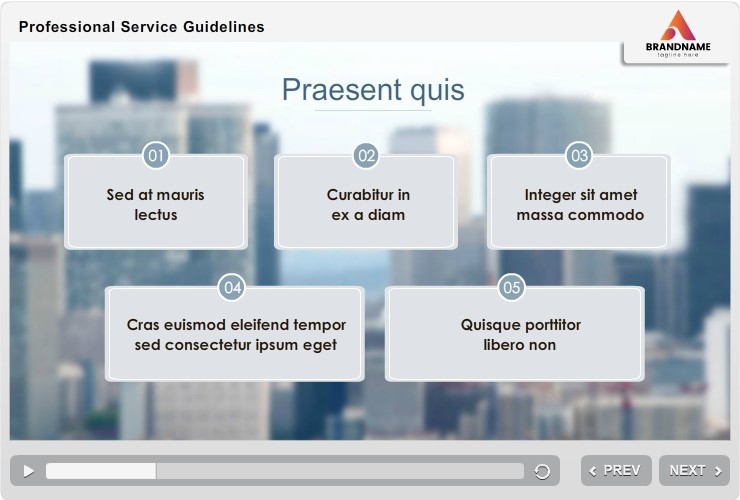 Professional Service Guidelines
BRANDNAME
tagline here
Praesent quis
01
Sed at mauris
lectus
02
Curabitur in
ex a diam
03
Integer sit amet
massa commodo
04
Cras euismod eleifend tempor
sed consectetur ipsum eget
05
Quisque porttitor
libero non
PREV
NEXT